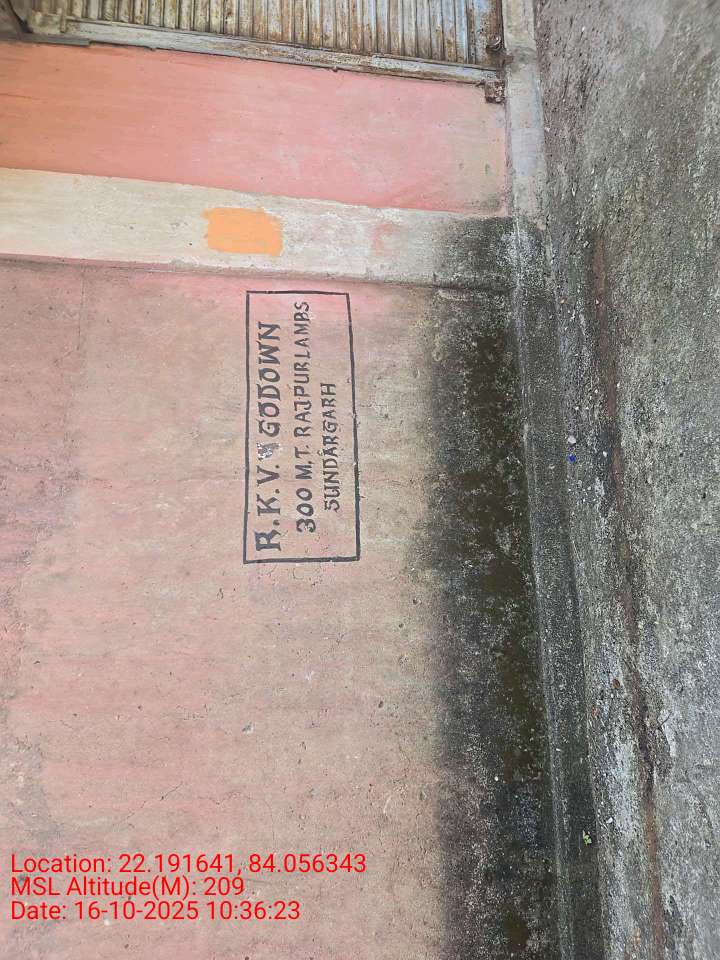 R.K.V. GODOWN
300 M.T. RAJPURLAMPS
SUNDARGARH
Location: 22.191641, 84.056343
MSL Altitude(M): 209
Date: 16-10-2025 10:36:23